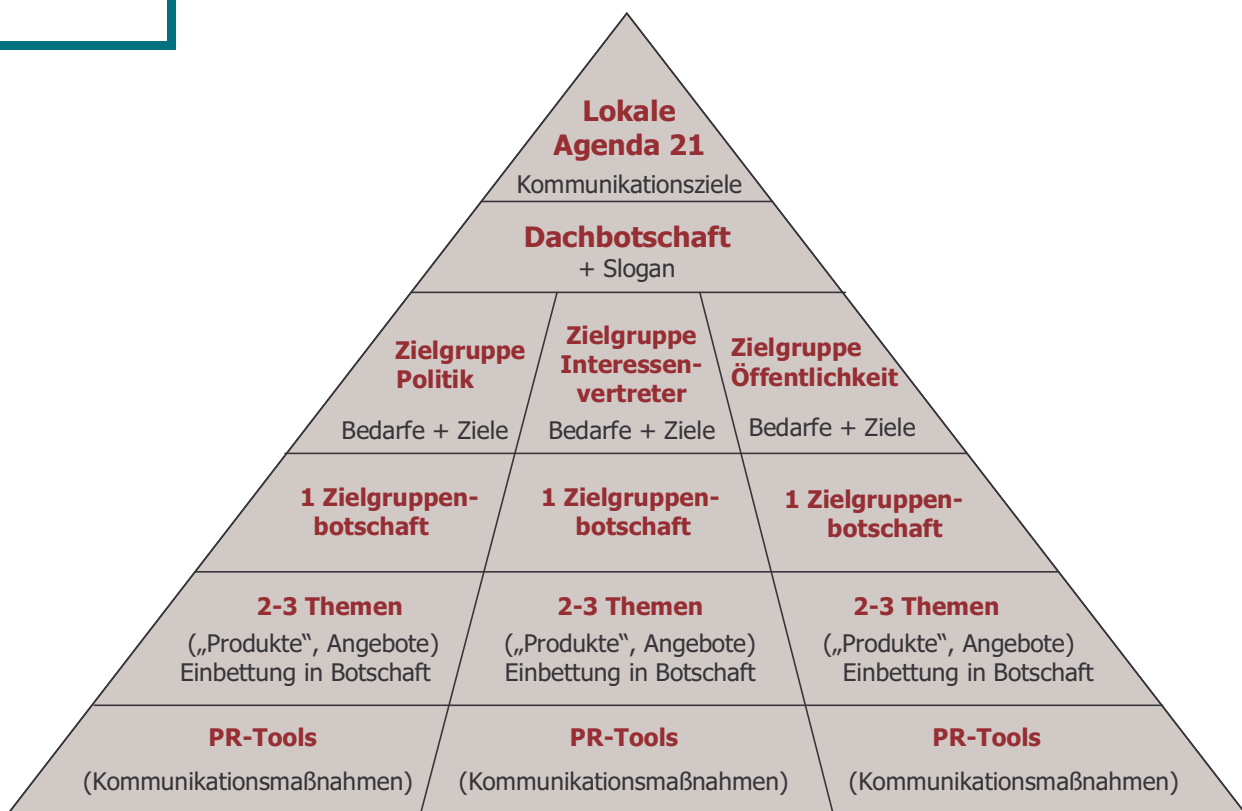 Lokale
Agenda 21
Kommunikationsziele
Dachbotschaft
+ Slogan
Zielgruppe
Politik
Bedarfe + Ziele
Zielgruppe
Interessen-
vertreter
Bedarfe + Ziele
Zielgruppe
Öffentlichkeit
Bedarfe + Ziele
1 Zielgruppen-
botschaft
1 Zielgruppen-
botschaft
1 Zielgruppen-
botschaft
2-3 Themen
(„Produkte“, Angebote)
Einbettung in Botschaft
2-3 Themen
(„Produkte“, Angebote)
Einbettung in Botschaft
2-3 Themen
(„Produkte“, Angebote)
Einbettung in Botschaft
PR-Tools
(Kommunikationsmaßnahmen)
PR-Tools
(Kommunikationsmaßnahmen)
PR-Tools
(Kommunikationsmaßnahmen)